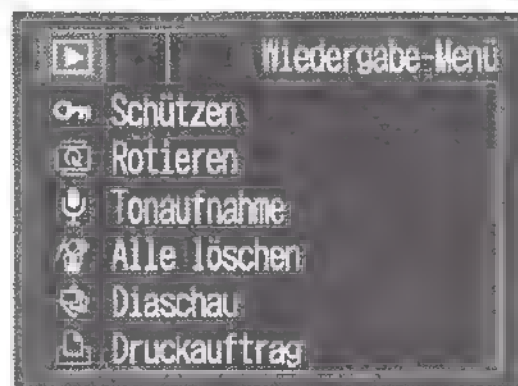 Wiedergabe-Menü
Schützen
Rotieren
Tonaufnahme
Alle löschen
Diaschau
Druckauftrag